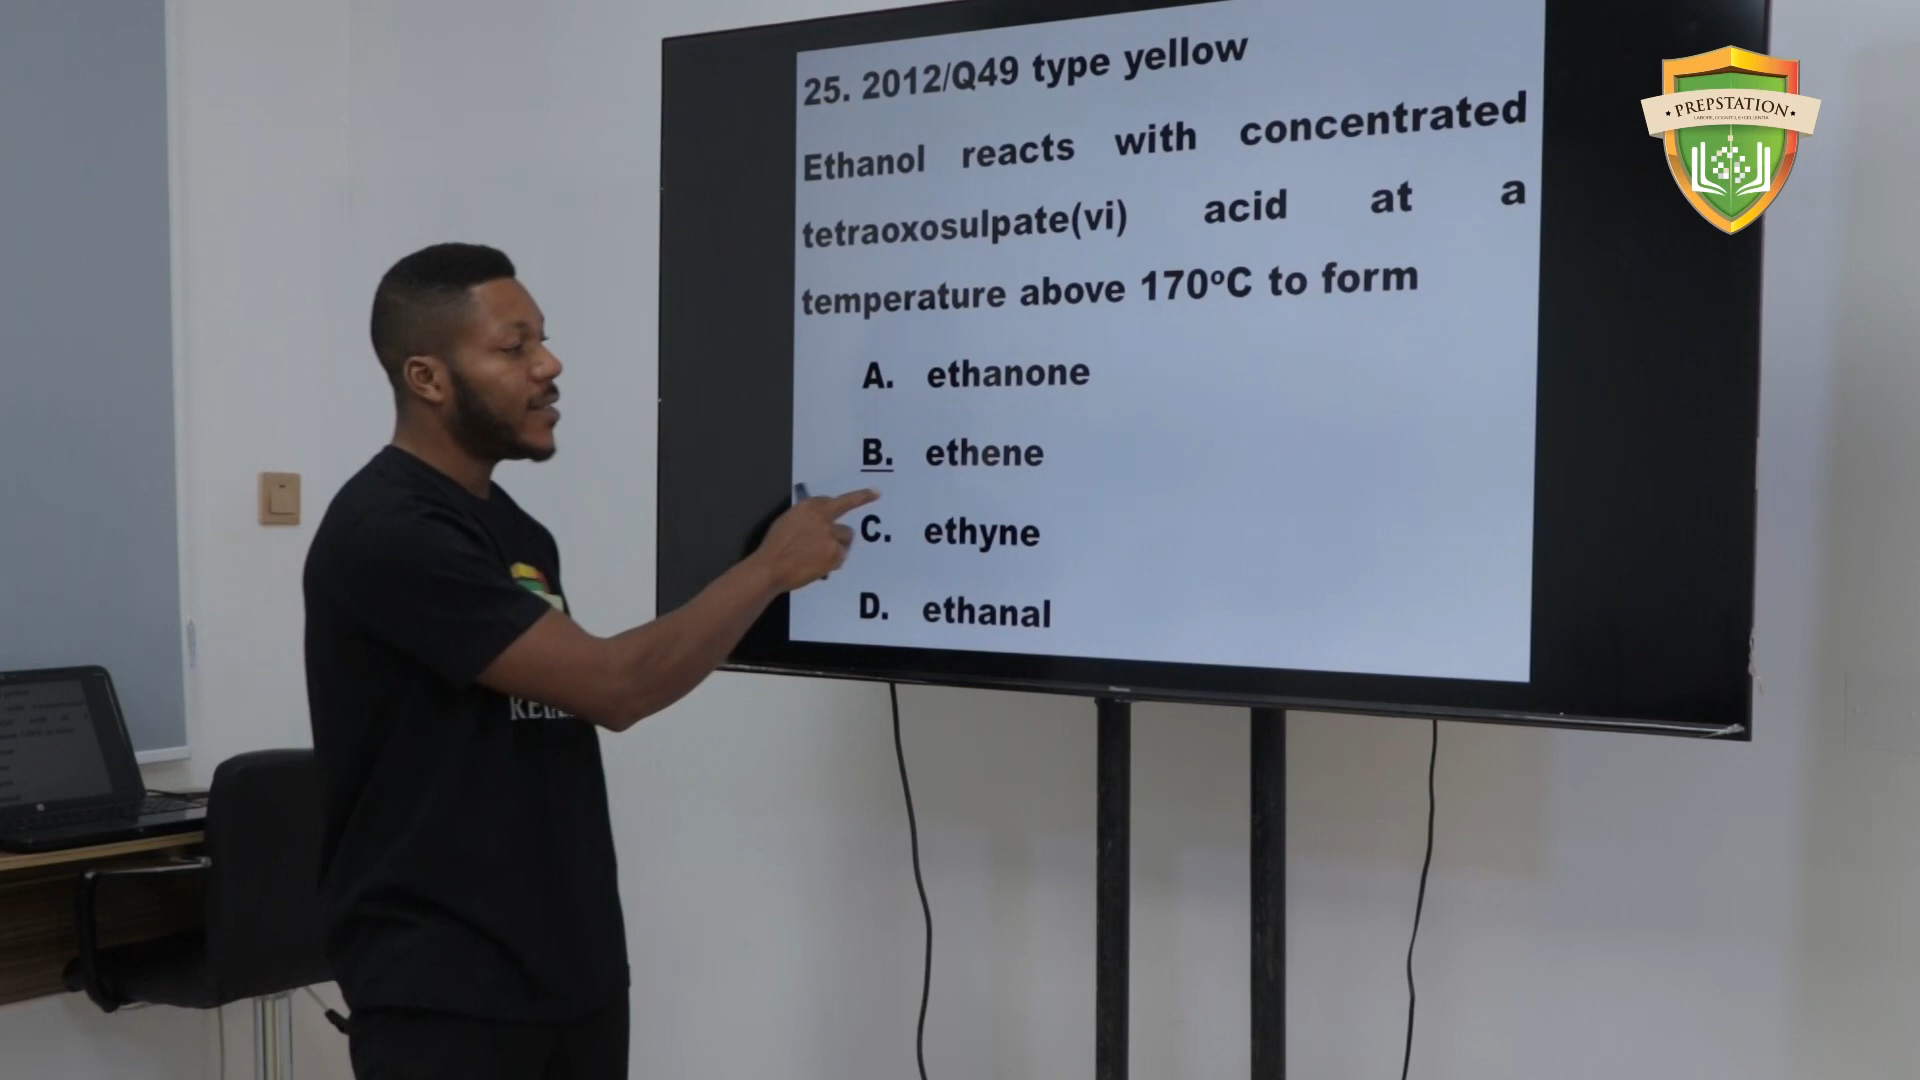 25. 2012/Q49 type yellow
Ethanol reacts with concentrated
tetraoxosulpate(vi) acid at a
temperature above 170ºC to form
A. ethanone
B. ethene
C. ethyne
D. ethanal
PREPSTATION